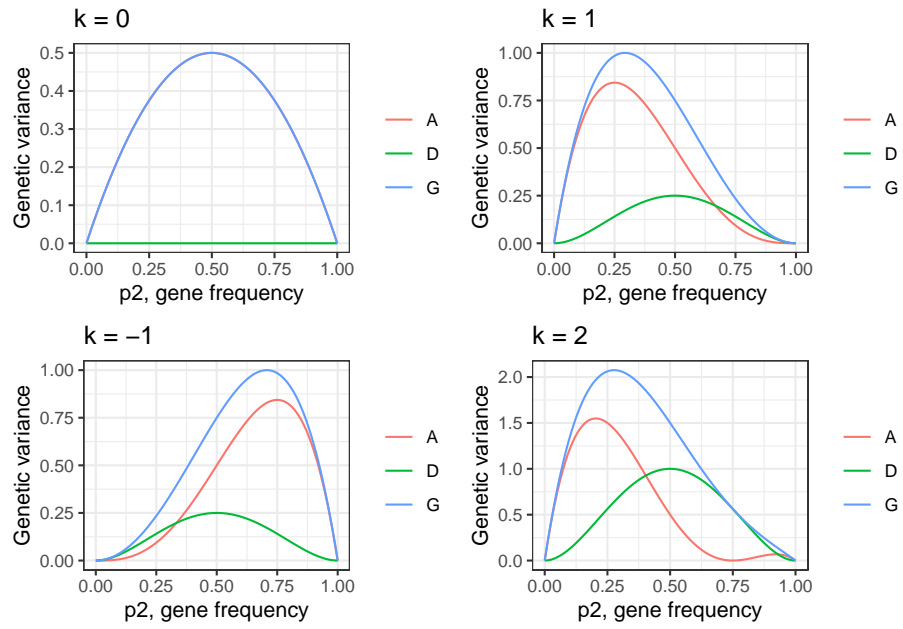 k = 0
0.5
0.4
0.3
0.2
0.1
0.0
Genetic variance
0.00 0.25 0.50 0.75 1.00
p2, gene frequency
A
D
G
k = 1
1.00
0.75
0.50
0.25
0.00
Genetic variance
0.00 0.25 0.50 0.75 1.00
p2, gene frequency
A
D
G
k = −1
1.00
0.75
0.50
0.25
0.00
Genetic variance
0.00 0.25 0.50 0.75 1.00
p2, gene frequency
A
D
G
k = 2
2.0
1.5
1.0
0.5
0.0
Genetic variance
0.00 0.25 0.50 0.75 1.00
p2, gene frequency
A
D
G